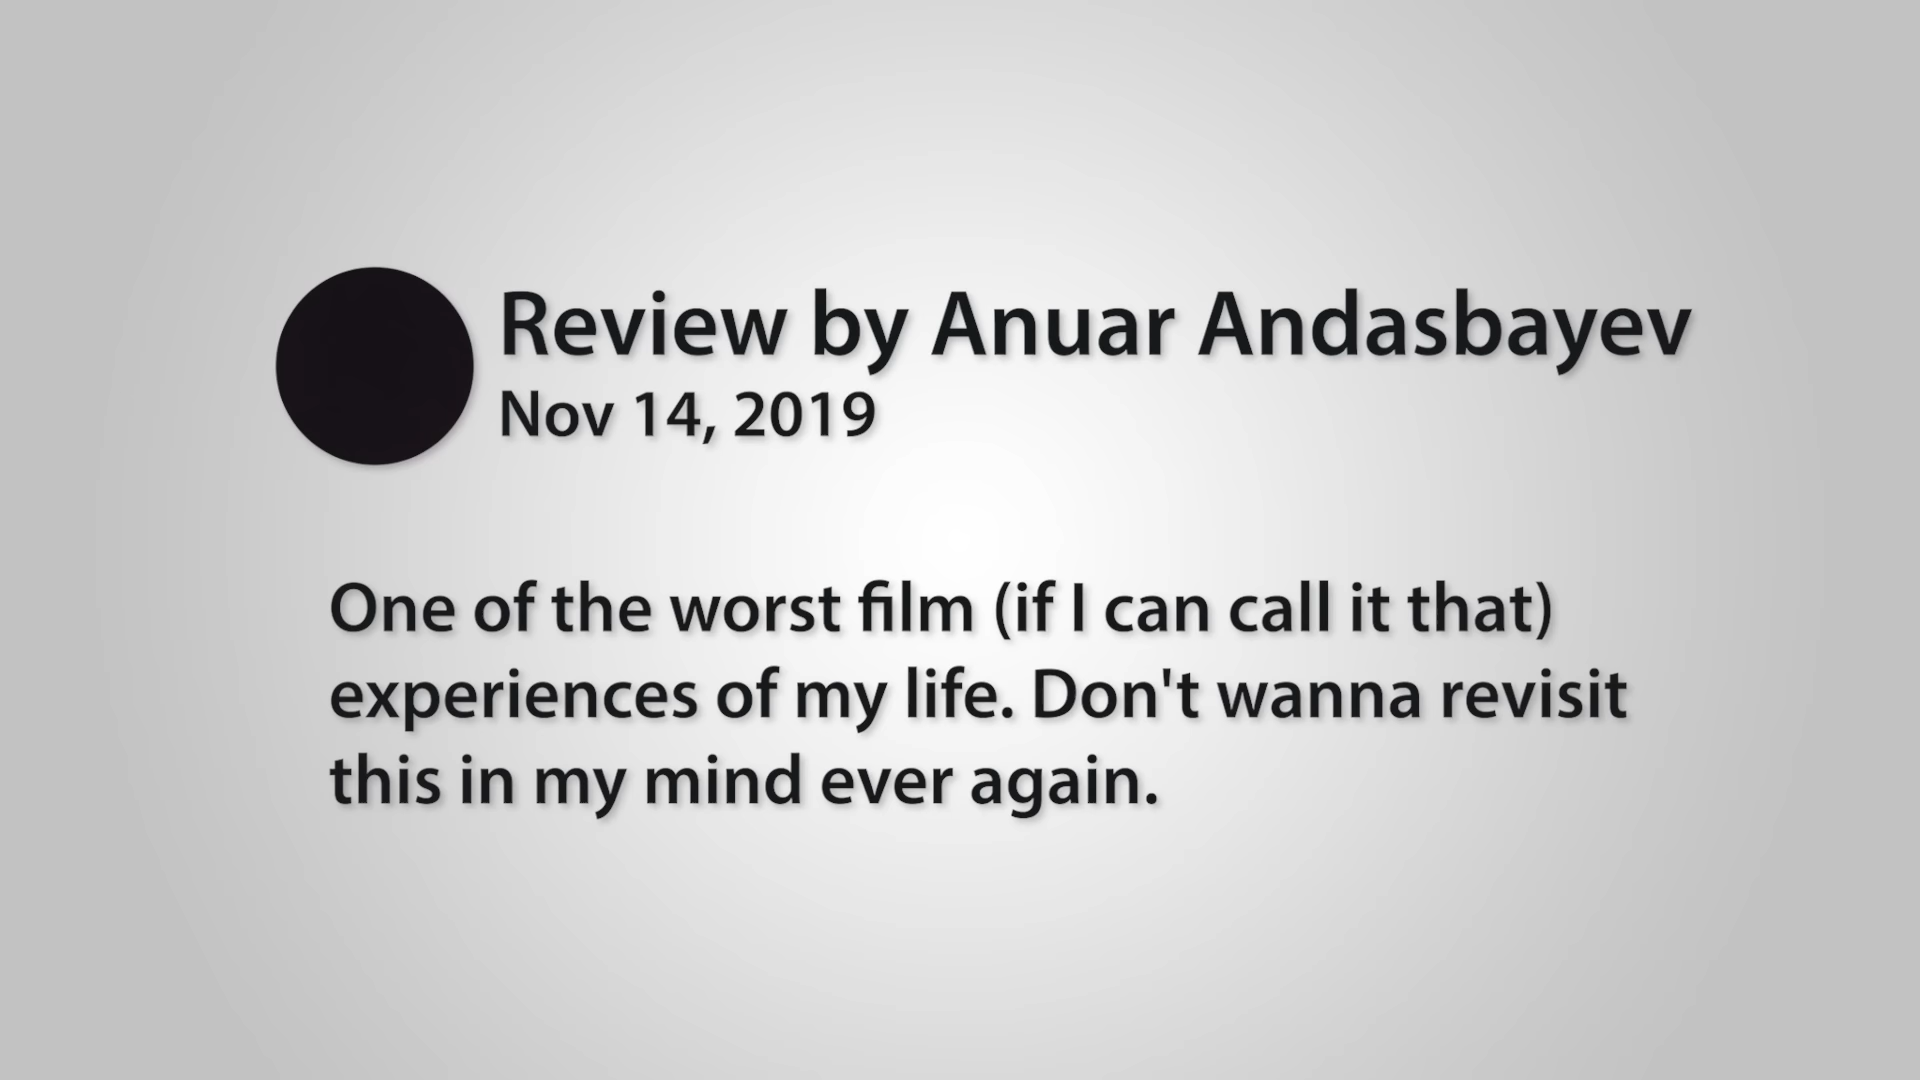 Review by Anuar Andasbayev
Nov 14, 2019
One of the worst film (if I can call it that)
experiences of my life. Don't wanna revisit
this in my mind ever again.